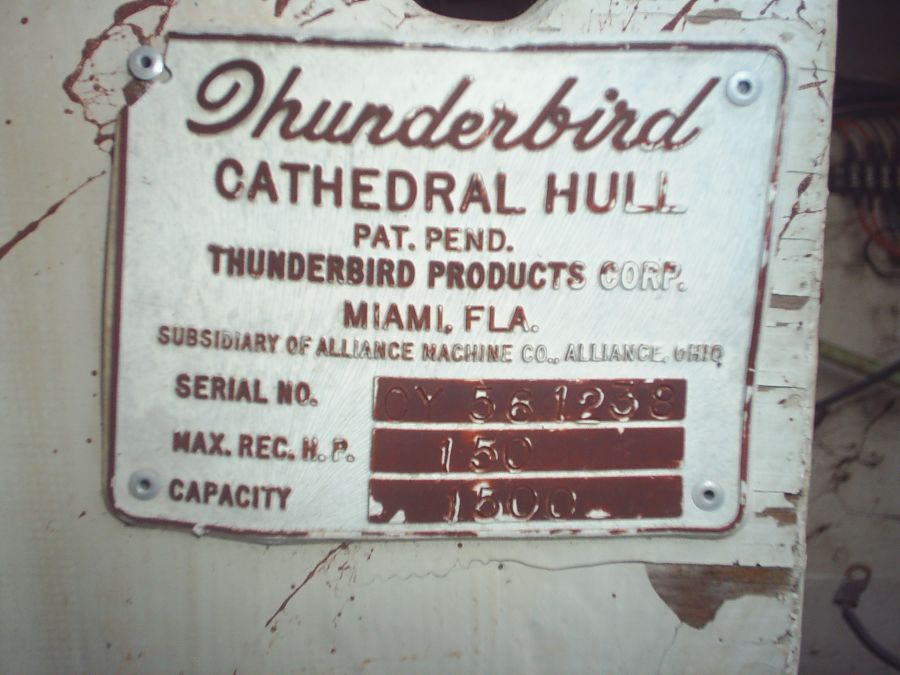 Thunderbird
CATHEDRAL HULL
PAT. PEND.
THUNDERBIRD PRODUCTS CORP.
MIAMI, FLA.
SUBSIDIARY OF ALLIANCE MACHINE CO., ALLIANCE, OHIO
SERIAL NO. CY 561238
MAX. REC. H. P. 150
CAPACITY 1500